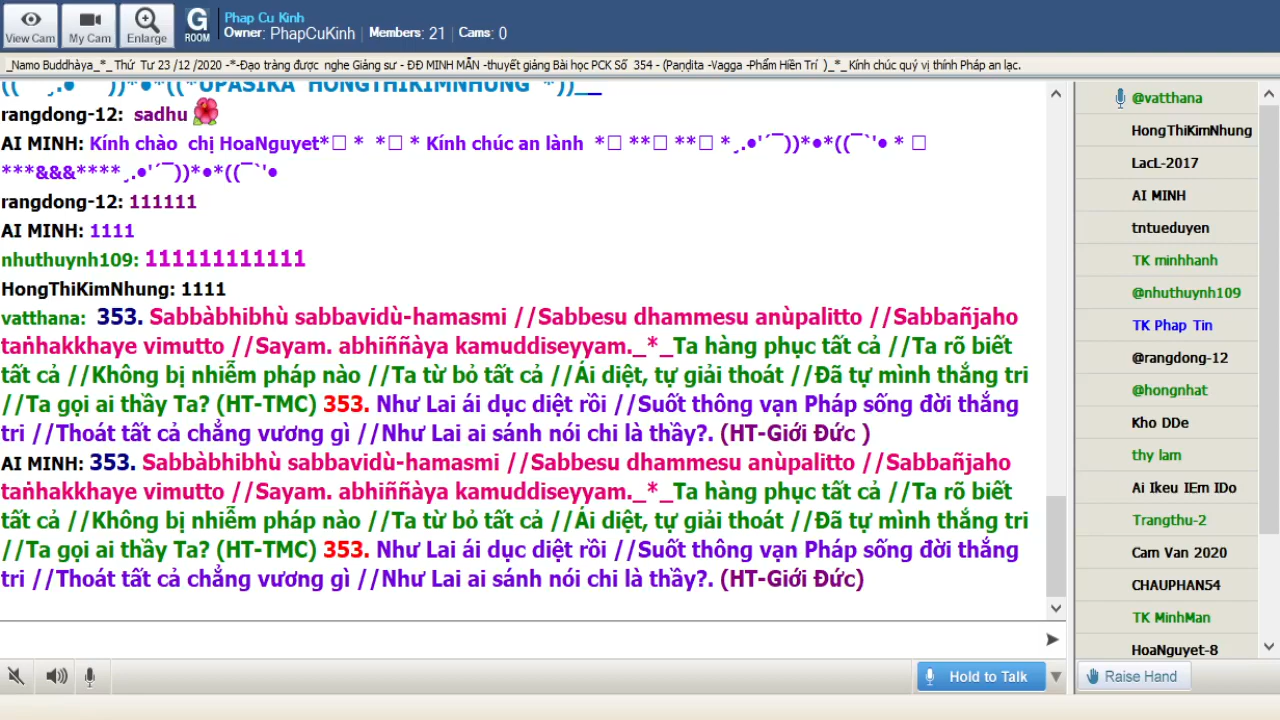 View Cam
My Cam
Enlarge
G
ROOM
Phap Cu Kinh
Owner: PhapCuKinh | Members: 21 | Cams: 0
_Namo Buddhàya_*_ Thứ Tư 23 /12 /2020 -*-Đạo tràng được nghe Giảng sư - ĐĐ MINH MẪN -thuyết giảng Bài học PCK Số 354 - (Paṇḍita -Vagga -Phẩm Hiền Trí )_*_ Kính chúc quý vị thính Pháp an lạc.
((¯`¸.●´¯`))*●*((*UPASIKA HONGTHIKIMNHUNG *))__
rangdong-12: sadhu
AI MINH: Kính chào chị HoaNguyet*□ * *□ * Kính chúc an lành *□ **□ **□ *¸.●'´¯))*●*((¯`'● * □
***&&&****¸.●'´¯))*●*((¯`'●
rangdong-12: 111111
AI MINH: 1111
nhuthuynh109: 111111111111
HongThiKimNhung: 1111
vatthana: 353. Sabbàbhibhù sabbavidù-hamasmi //Sabbesu dhammesu anùpalitto //Sabbañjaho
taṅhakkhaye vimutto //Sayam. abhiññàya kamuddiseyyam._*_Ta hàng phục tất cả //Ta rõ biết
tất cả //Không bị nhiễm pháp nào //Ta từ bỏ tất cả //Ái diệt, tự giải thoát //Đã tự mình thắng tri
//Ta gọi ai thầy Ta? (HT-TMC) 353. Như Lai ái dục diệt rồi //Suốt thông vạn Pháp sống đời thắng
tri //Thoát tất cả chẳng vương gì //Như Lai ai sánh nói chi là thầy?. (HT-Giới Đức )
AI MINH: 353. Sabbàbhibhù sabbavidù-hamasmi //Sabbesu dhammesu anùpalitto //Sabbañjaho
taṅhakkhaye vimutto //Sayam. abhiññàya kamuddiseyyam._*_Ta hàng phục tất cả //Ta rõ biết
tất cả //Không bị nhiễm pháp nào //Ta từ bỏ tất cả //Ái diệt, tự giải thoát //Đã tự mình thắng tri
//Ta gọi ai thầy Ta? (HT-TMC) 353. Như Lai ái dục diệt rồi //Suốt thông vạn Pháp sống đời thắng
tri //Thoát tất cả chẳng vương gì //Như Lai ai sánh nói chi là thầy?. (HT-Giới Đức)
Hold to Talk
@vatthana
HongThiKimNhung
LacL-2017
AI MINH
tntueduyen
TK minhhanh
@nhuthuynh109
TK Phap Tin
@rangdong-12
@hongnhat
Kho DDe
thy lam
Ai Ikeu IEm IDo
Trangthu-2
Cam Van 2020
CHAUPHAN54
TK MinhMan
HoaNguyet-8
Raise Hand